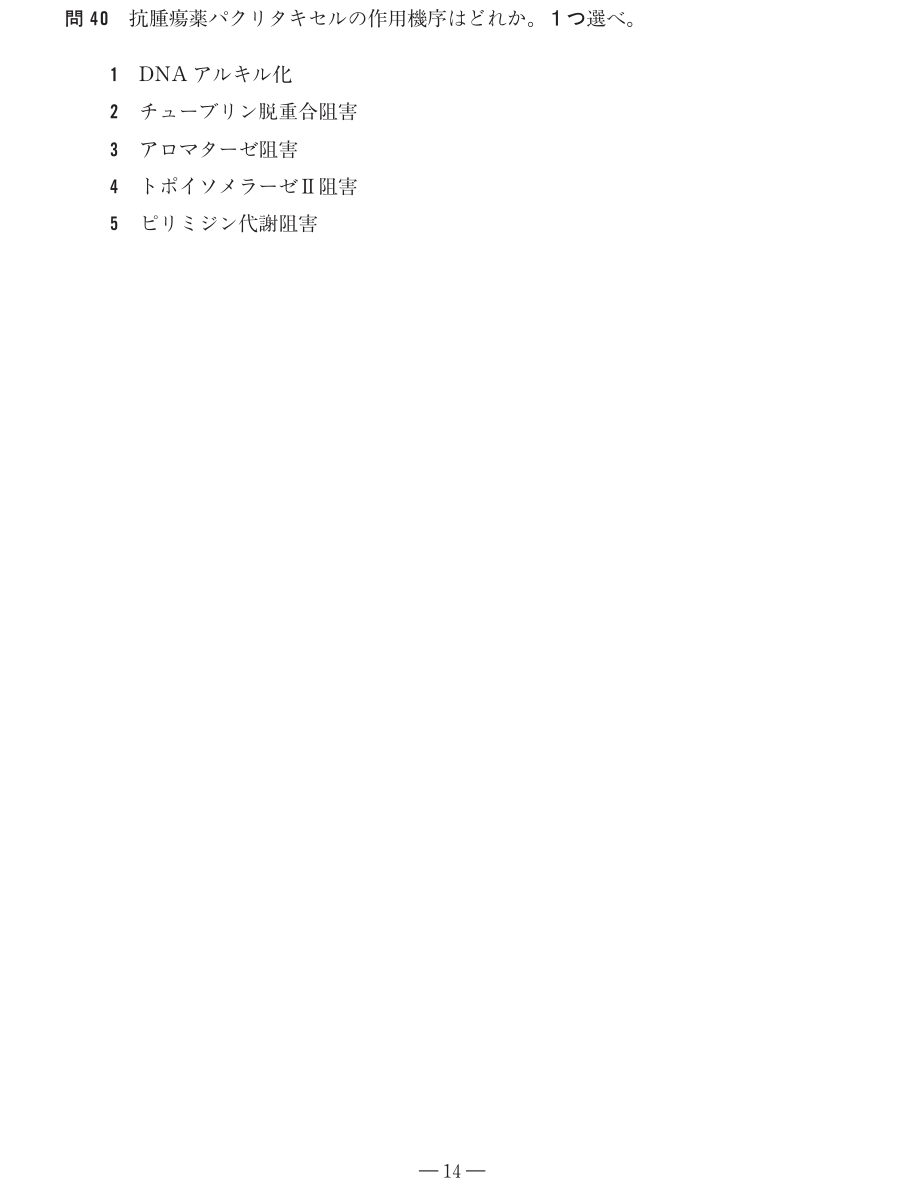 問 40　抗腫瘍薬パクリタキセルの作用機序はどれか。1つ選べ。
1　DNA アルキル化
2　チューブリン脱重合阻害
3　アロマターゼ阻害
4　トポイソメラーゼⅡ阻害
5　ピリミジン代謝阻害
― 14 ―